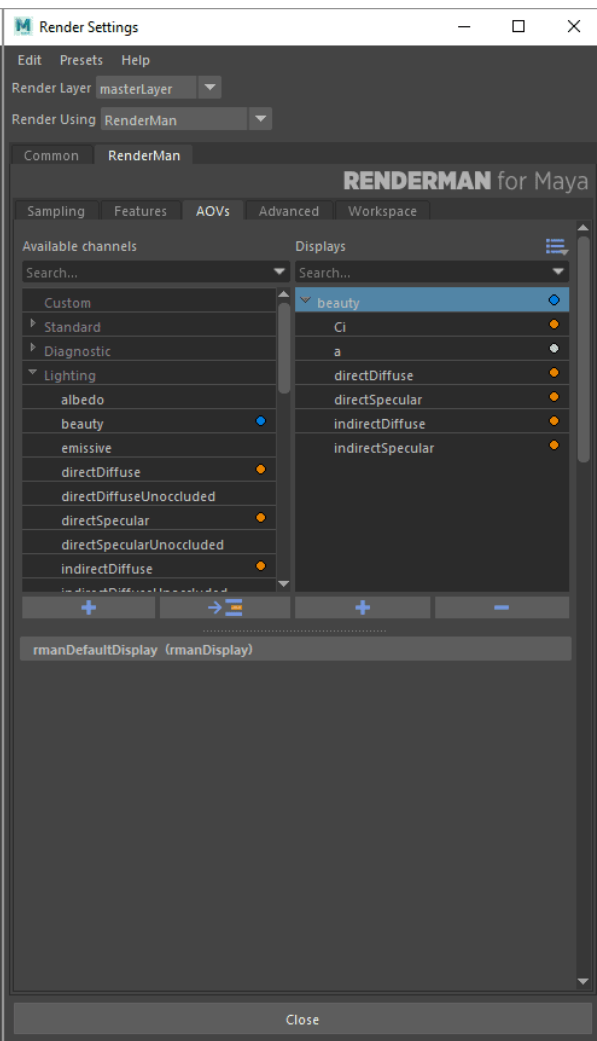 Render Settings
Edit Presets Help
Render Layer masterLayer
Render Using RenderMan
Common RenderMan
RENDERMAN for Maya
Sampling Features AOVs Advanced Workspace
Available channels
Search...
Custom
Standard
Diagnostic
Lighting
albedo
beauty
emissive
directDiffuse
directDiffuseUnoccluded
directSpecular
directSpecularUnoccluded
indirectDiffuse
indirectDiffuseUnoccluded
Displays
Search...
beauty
Ci
a
directDiffuse
directSpecular
indirectDiffuse
indirectSpecular
rmanDefaultDisplay (rmanDisplay)
Close